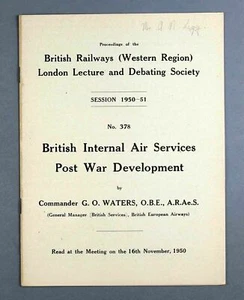 Proceedings of the
British Railways (Western Region)
London Lecture and Debating Society
SESSION 1950-51
No. 378
British Internal Air Services
Post War Development
by
Commander G. O. WATERS, O.B.E., A.R.Ae.S.
(General Manager (British Services), British European Airways)
Read at the Meeting on the 16th November, 1950